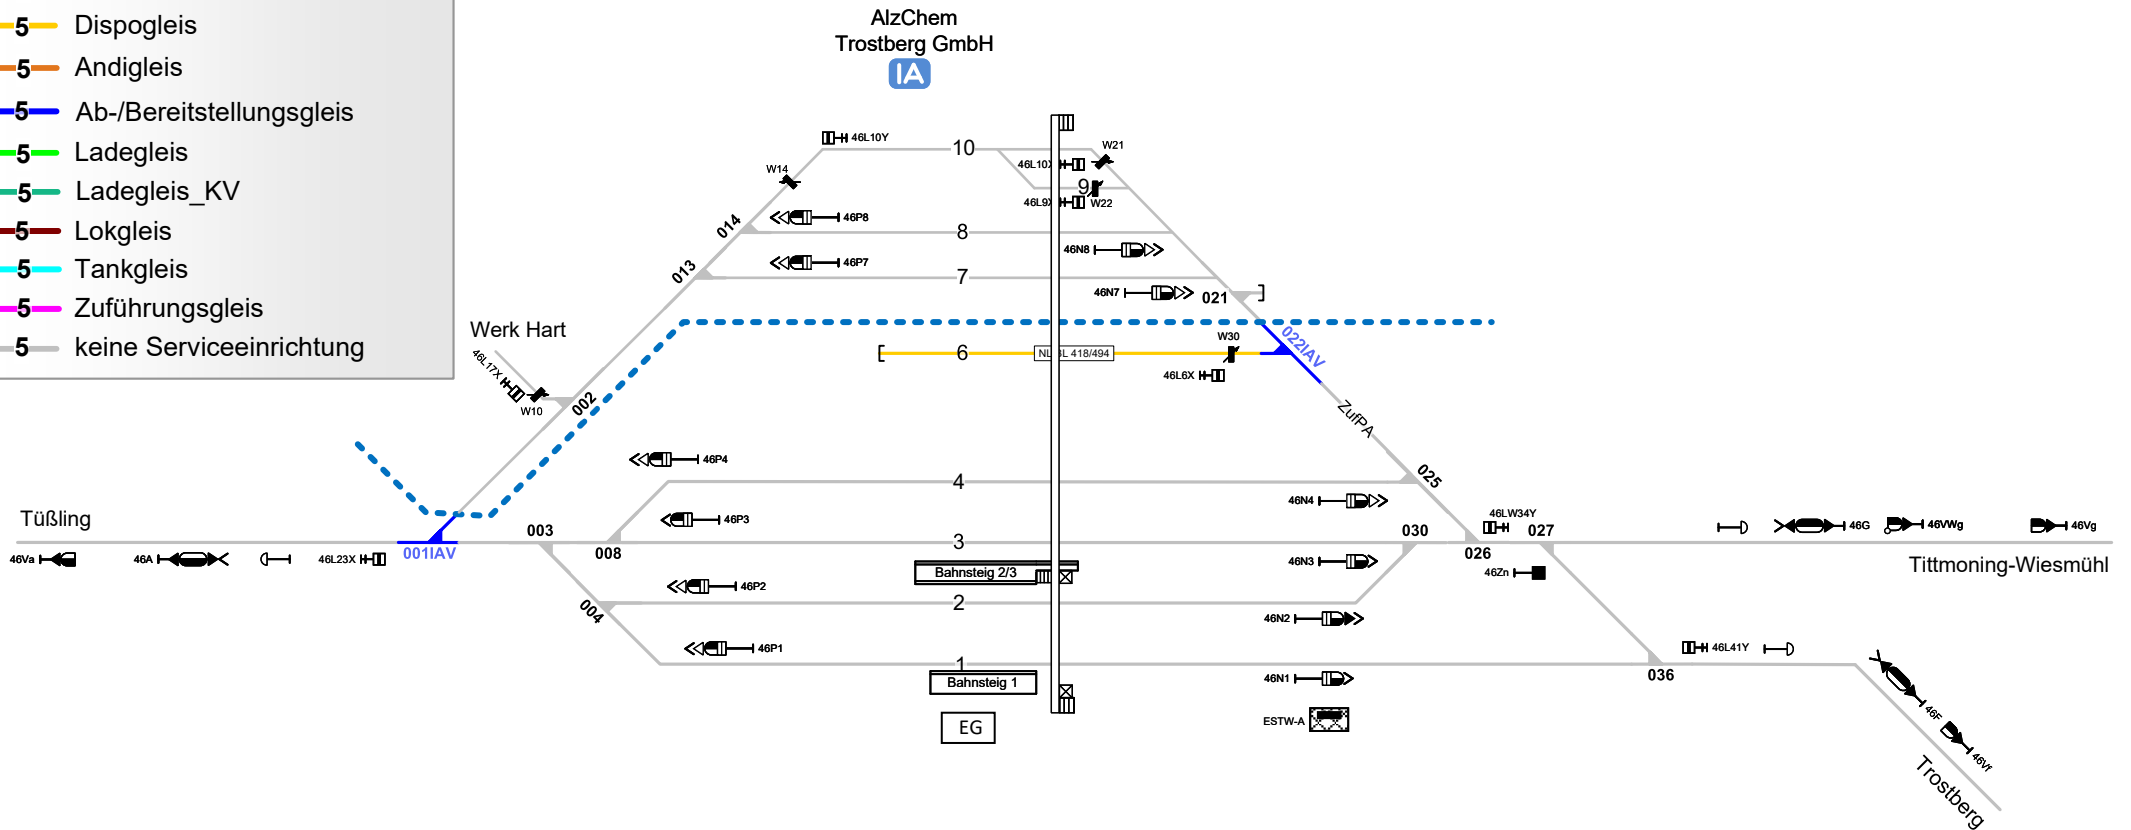 5 Dispogleis
5 Andigleis
5 Ab-/Bereitstellungsgleis
5 Ladegleis
5 Ladegleis_KV
5 Lokgleis
5 Tankgleis
5 Zuführungsgleis
5 keine Serviceeinrichtung
AlzChem
Trostberg GmbH
IA
46L10Y
10
W21
46L10X
W14
9
46L9X
W22
014
46P8
8
46N8
013
46P7
7
46N7
021
Werk Hart
W30
022IAV
6
418/494
46L17X
46L6X
W10
002
ZufPA
46P4
4
025
46N4
Tüßling
46P3
46LW34Y
003
008
3
030
026
027
46G
46VWg
46Vg
001IAV
46Va
46A
46L23X
Bahnsteig 2/3
46N3
46Zn
Tittmoning-Wiesmühl
46P2
2
004
46N2
46P1
1
46L41Y
036
Bahnsteig 1
46N1
EG
ESTW-A
46F
46Vf
Trostberg